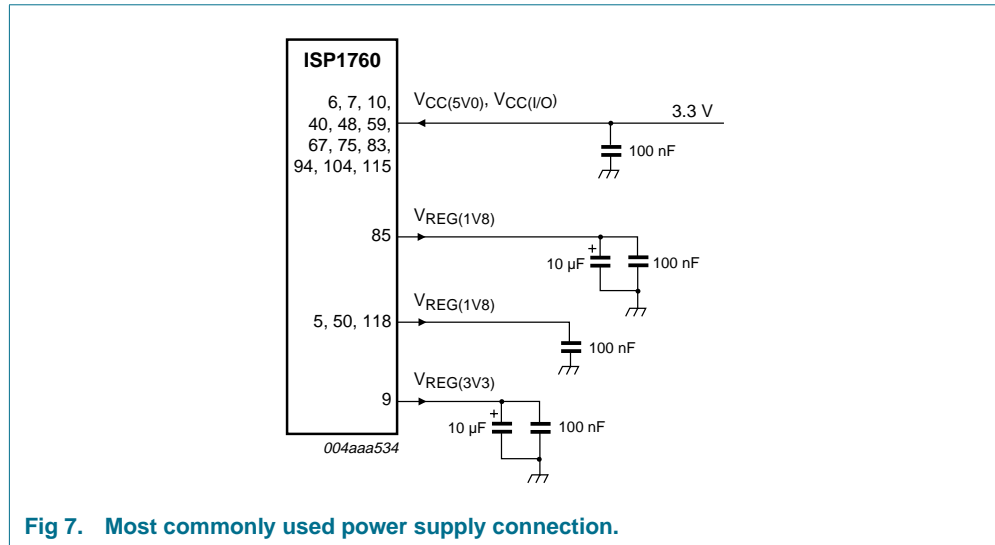 ISP1760
6, 7, 10,
40, 48, 59,
67, 75, 83,
94, 104, 115
VCC(5V0), VCC(I/O)
3.3 V
100 nF
85
VREG(1V8)
+
10 µF
100 nF
5, 50, 118
VREG(1V8)
100 nF
9
VREG(3V3)
+
10 µF
100 nF
004aaa534
Fig 7. Most commonly used power supply connection.